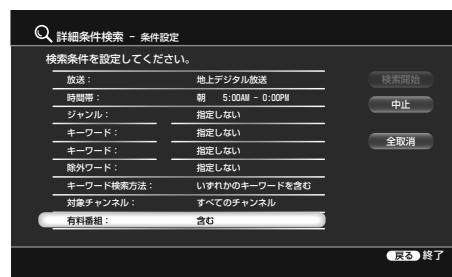 詳細条件検索 - 条件設定
検索条件を設定してください。
放送： 地上デジタル放送
時間帯： 朝 5:00AM - 0:00PM
ジャンル： 指定しない
キーワード： 指定しない
キーワード： 指定しない
除外ワード： 指定しない
キーワード検索方法： いずれかのキーワードを含む
対象チャンネル： すべてのチャンネル
有料番組： 含む
検索開始
中止
全取消
戻る 終了